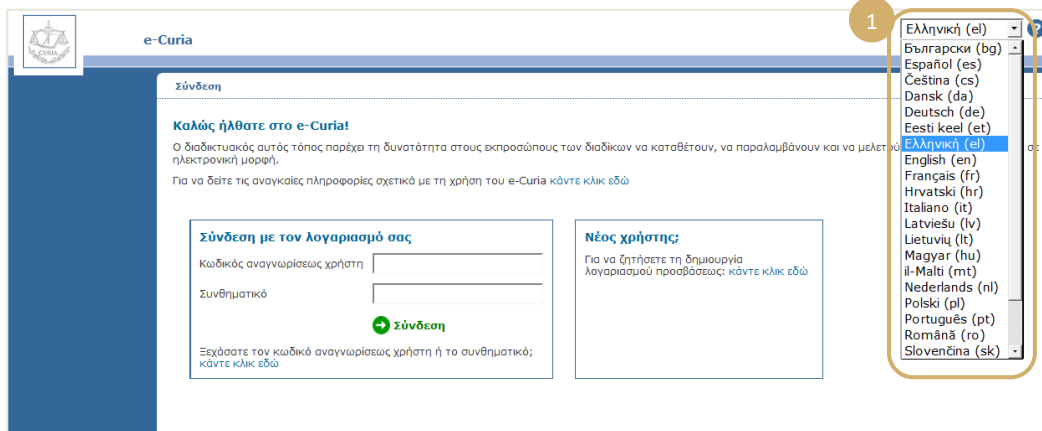 CVRIA
e-Curia
1
Ελληνική (el)
Български (bg)
Español (es)
Čeština (cs)
Dansk (da)
Deutsch (de)
Eesti keel (et)
Ελληνική (el)
English (en)
Français (fr)
Hrvatski (hr)
Italiano (it)
Latviešu (lv)
Lietuvių (lt)
Magyar (hu)
il-Malti (mt)
Nederlands (nl)
Polski (pl)
Português (pt)
Română (ro)
Slovenčina (sk)
Σύνδεση
Καλώς ήλθατε στο e-Curia!
Ο διαδικτυακός αυτός τόπος παρέχει τη δυνατότητα στους εκπροσώπους των διαδίκων να καταθέτουν, να παραλαμβάνουν και να
ηλεκτρονική μορφή.
Για να δείτε τις αναγκαίες πληροφορίες σχετικά με τη χρήση του e-Curia κάντε κλικ εδώ
Σύνδεση με τον λογαριασμό σας
Κωδικός αναγνωρίσεως χρήστη
Συνθηματικό
Σύνδεση
Ξεχάσατε τον κωδικό αναγνωρίσεως χρήστη ή το συνθηματικό;
κάντε κλικ εδώ
Νέος χρήστης;
Για να ζητήσετε τη δημιουργία
λογαριασμού προσβάσεως: κάντε κλικ εδώ